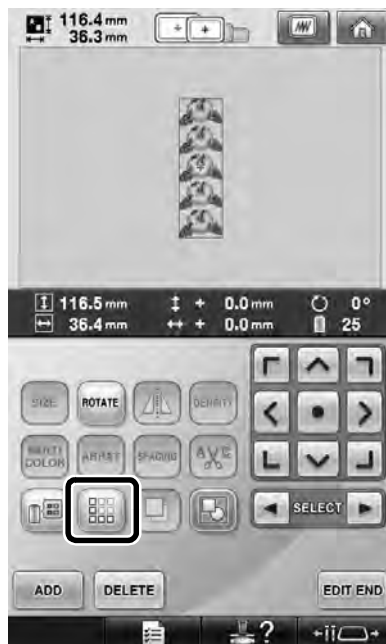 116.4 mm
36.3 mm
116.5 mm + 0.0 mm 0°
36.4 mm + 0.0 mm 25
SIZE ROTATE DENSITY
MULTI COLOR ARRAY SPACING ABC
SELECT
ADD DELETE EDIT END
?